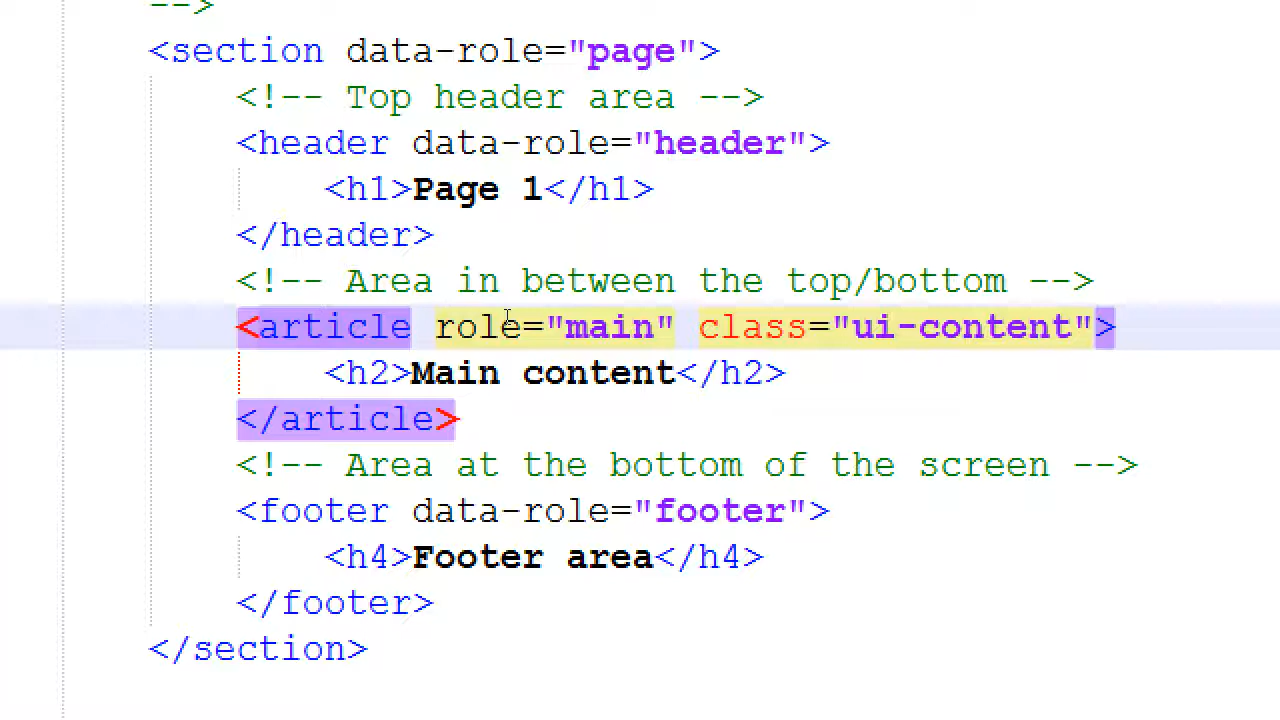 -->
<section data-role="page">
<!-- Top header area -->
<header data-role="header">
<h1>Page 1</h1>
</header>
<!-- Area in between the top/bottom -->
<article role="main" class="ui-content">
<h2>Main content</h2>
</article>
<!-- Area at the bottom of the screen -->
<footer data-role="footer">
<h4>Footer area</h4>
</footer>
</section>